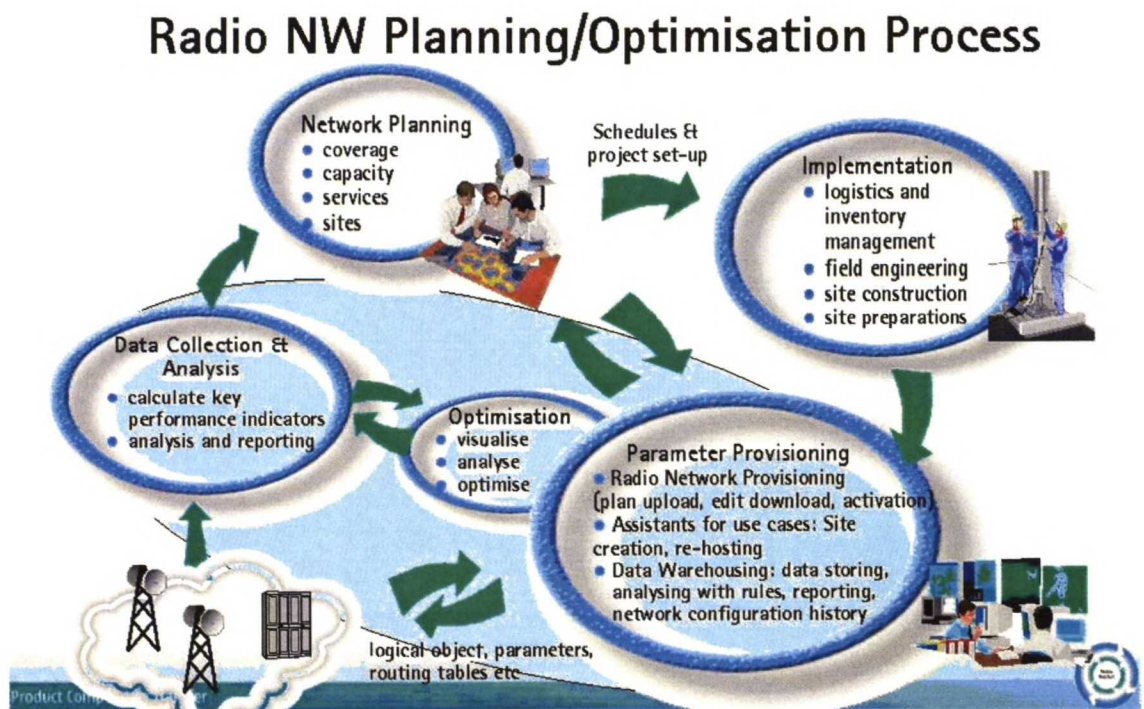 Radio NW Planning/Optimisation Process
Network Planning
coverage
capacity
services
sites
Schedules &
project set-up
Implementation
logistics and
inventory
management
field engineering
site construction
site preparations
Data Collection &
Analysis
calculate key
performance indicators
analysis and reporting
Optimisation
visualise
analyse
optimise
Parameter Provisioning
Radio Network Provisioning
(plan upload, edit download, activation)
Assistants for use cases: Site
creation, re-hosting
Data Warehousing: data storing,
analysing with rules, reporting,
network configuration history
logical object, parameters,
routing tables etc
Product